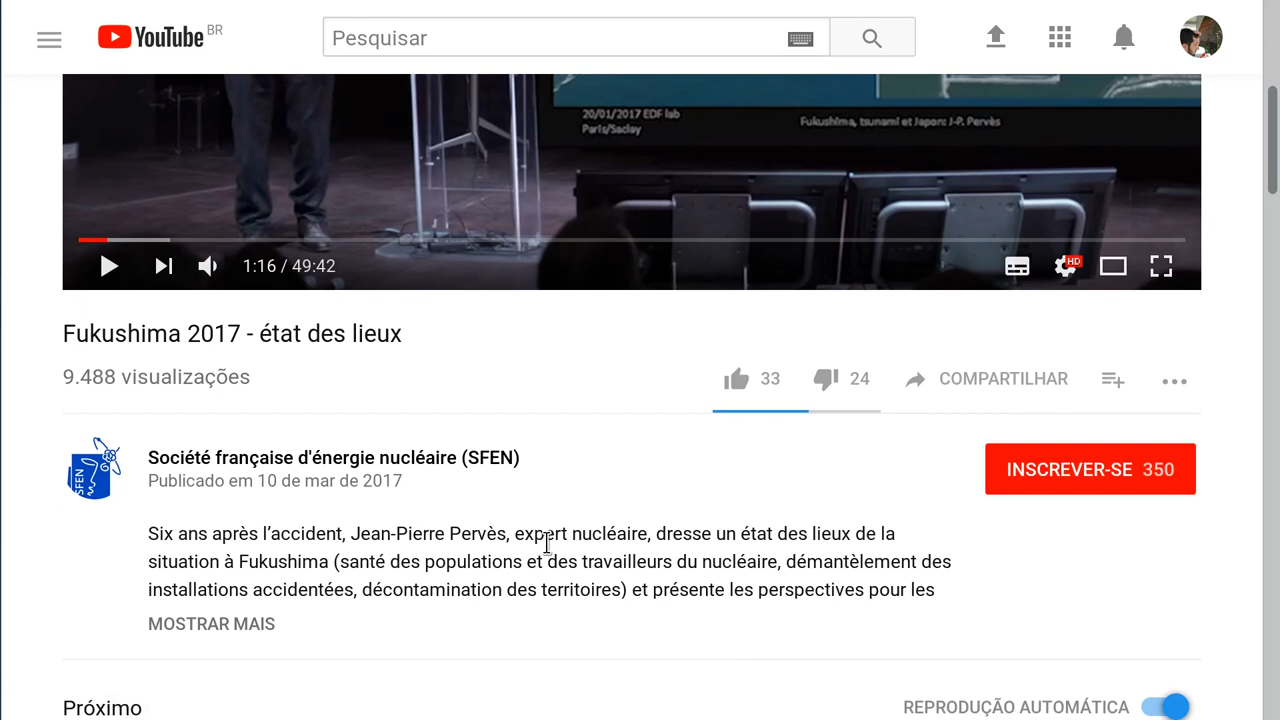 YouTube BR
Pesquisar
20/01/2017 EDF lab
Paris/Saclay
Fukushima, tsunami et Japon: J-P. Pervès
1:16 / 49:42
HD
Fukushima 2017 - état des lieux
9.488 visualizações
33
24
COMPARTILHAR
SFEN
Société française d'énergie nucléaire (SFEN)
Publicado em 10 de mar de 2017
INSCREVER-SE 350
Six ans après l’accident, Jean-Pierre Pervès, expert nucléaire, dresse un état des lieux de la
situation à Fukushima (santé des populations et des travailleurs du nucléaire, démantèlement des
installations accidentées, décontamination des territoires) et présente les perspectives pour les
MOSTRAR MAIS
Próximo
REPRODUÇÃO AUTOMÁTICA